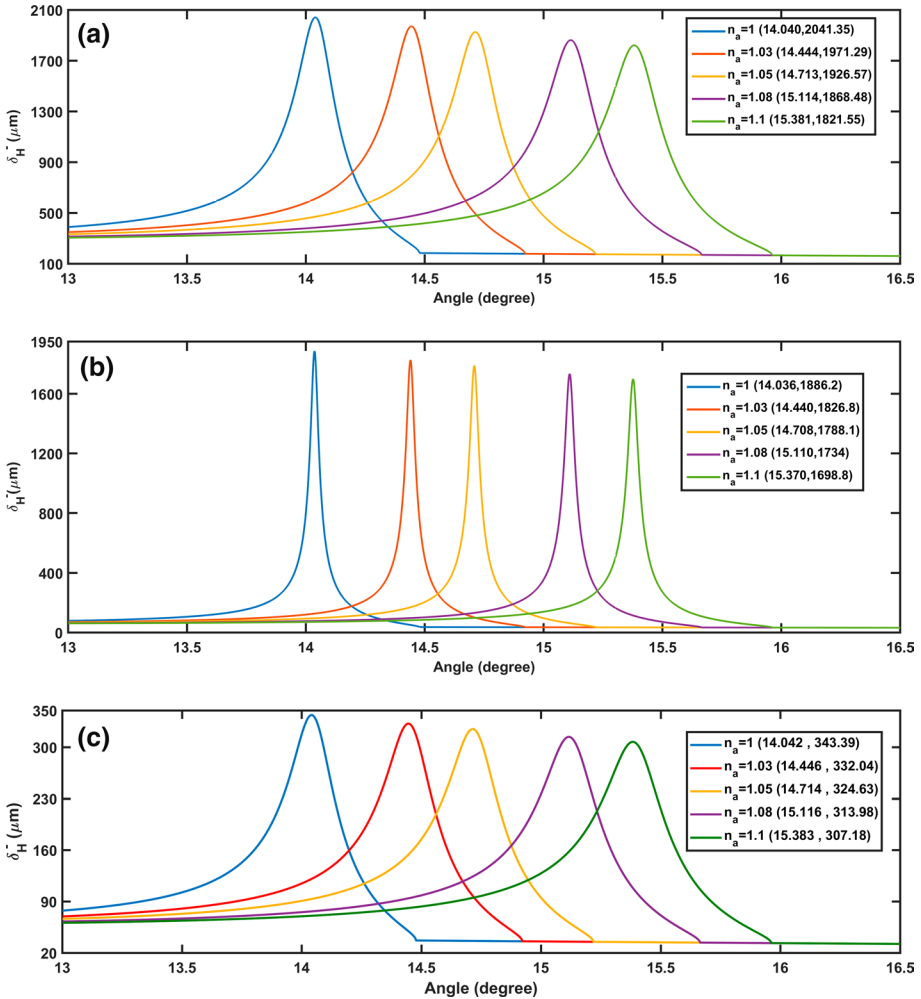 (a)
2100
1700
1300
900
500
100
δ_H^- (μm)
n_a=1 (14.040,2041.35)
n_a=1.03 (14.444,1971.29)
n_a=1.05 (14.713,1926.57)
n_a=1.08 (15.114,1868.48)
n_a=1.1 (15.381,1821.55)
13 13.5 14 14.5 15 15.5 16 16.5
Angle (degree)
(b)
1950
1600
1200
800
400
0
δ_H^-(μm)
n_a=1 (14.036,1886.2)
n_a=1.03 (14.440,1826.8)
n_a=1.05 (14.708,1788.1)
n_a=1.08 (15.110,1734)
n_a=1.1 (15.370,1698.8)
13 13.5 14 14.5 15 15.5 16 16.5
Angle (degree)
(c)
350
300
230
160
90
20
δ_H^- (μm)
n_a=1 (14.042 , 343.39)
n_a=1.03 (14.446 , 332.04)
n_a=1.05 (14.714 , 324.63)
n_a=1.08 (15.116 , 313.98)
n_a=1.1 (15.383 , 307.18)
13 13.5 14 14.5 15 15.5 16 16.5
Angle (degree)